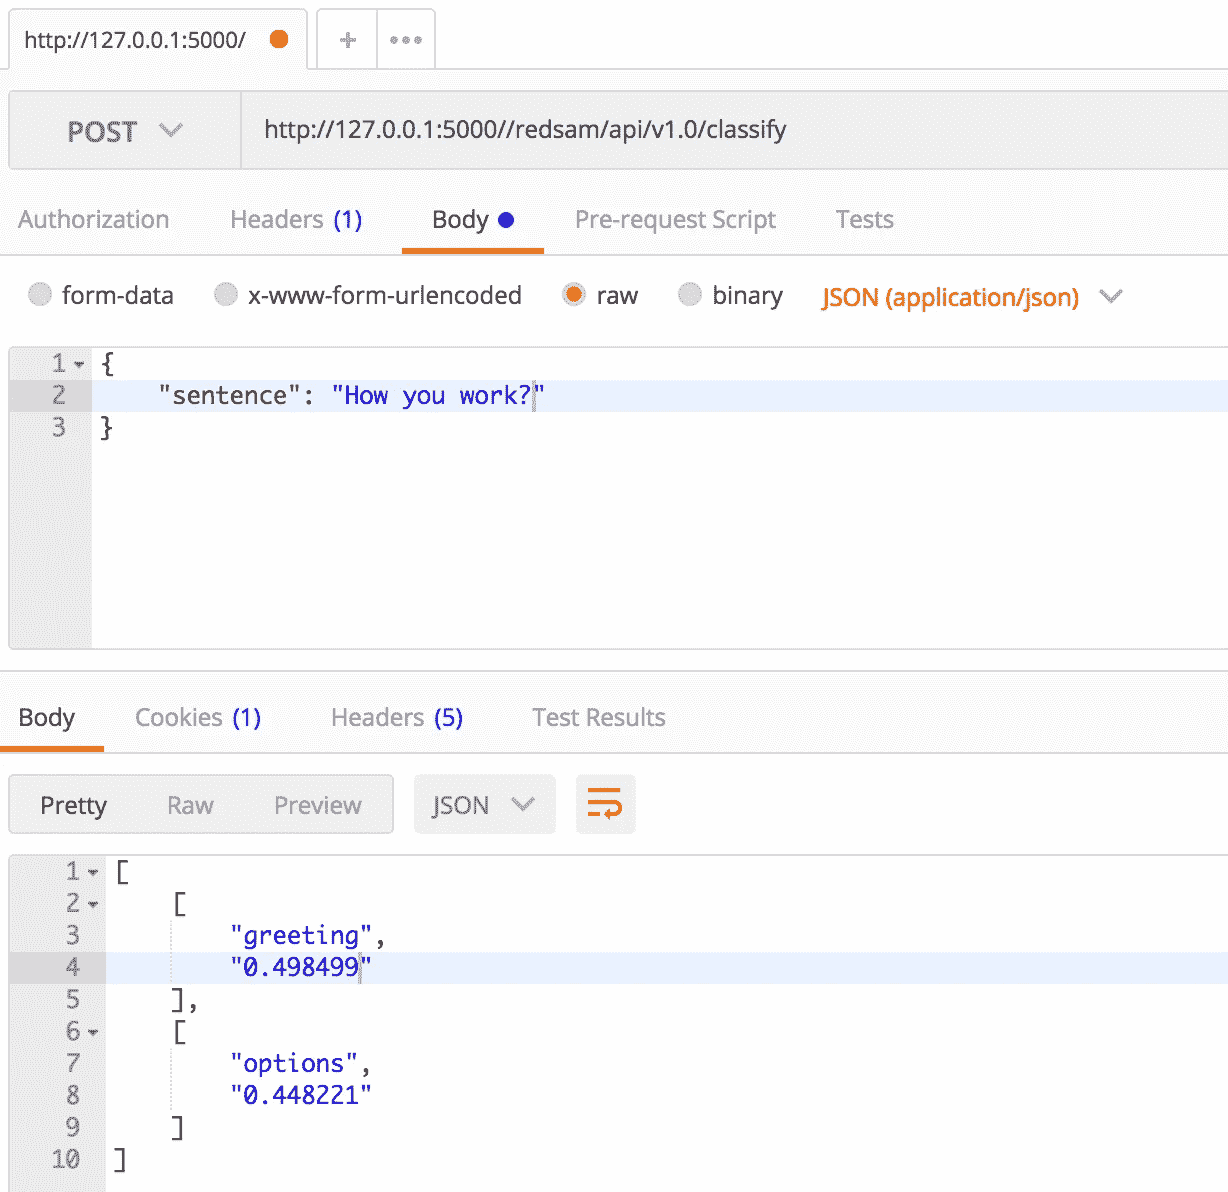 http://127.0.0.1:5000/
POST http://127.0.0.1:5000//redsam/api/v1.0/classify
Authorization Headers (1) Body Pre-request Script Tests
form-data x-www-form-urlencoded raw binary JSON (application/json)
1 {
2 "sentence": "How you work?"
3 }
Body Cookies (1) Headers (5) Test Results
Pretty Raw Preview JSON
1 [
2 [
3 "greeting",
4 "0.498499"
5 ],
6 [
7 "options",
8 "0.448221"
9 ]
10 ]